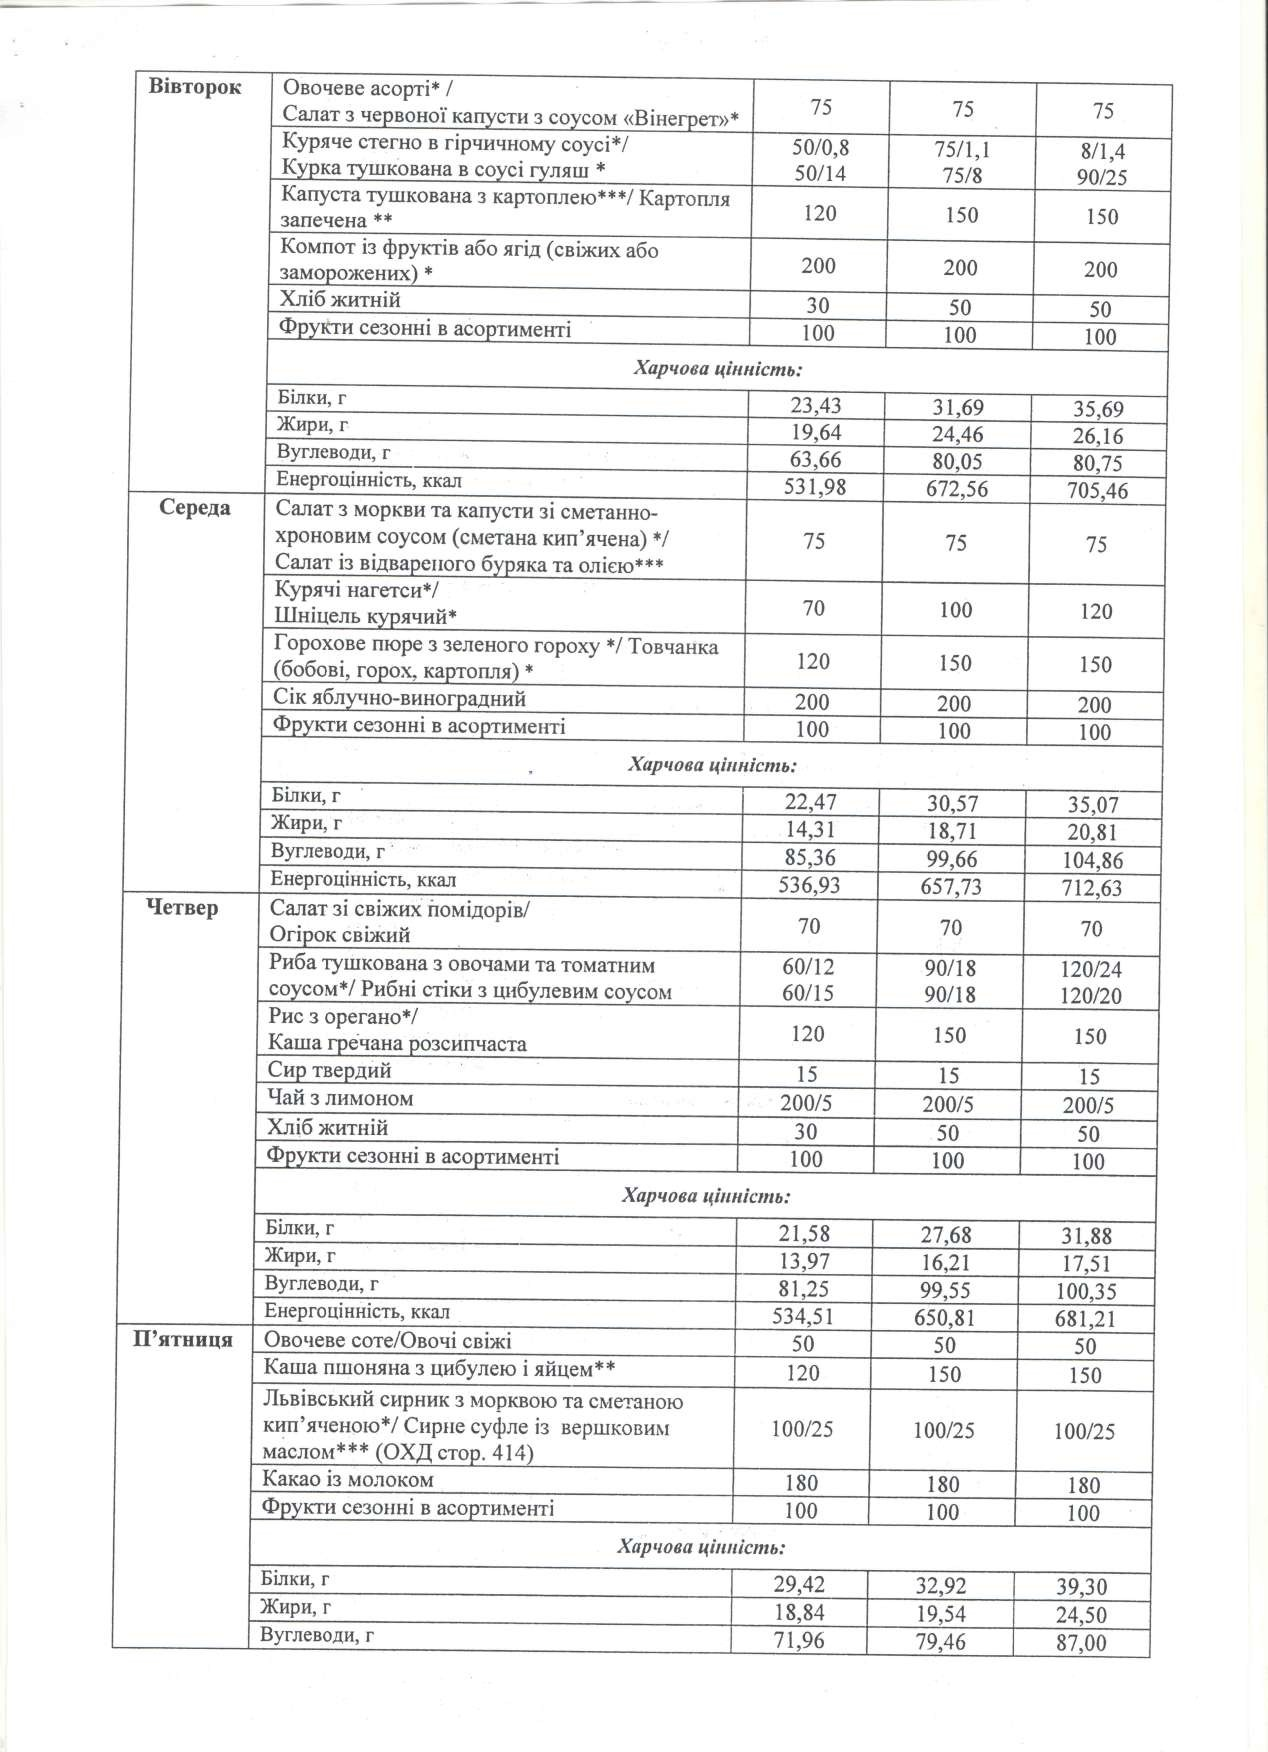 Вівторок
Овочеве асорті* /
Салат з червоної капусти з соусом «Вінегрет»*
75 75 75
Куряче стегно в гірчичному соусі*/
Курка тушкована в соусі гуляш *
50/0,8 75/1,1 8/1,4
50/14 75/8 90/25
Капуста тушкована з картоплею***/ Картопля
запечена **
120 150 150
Компот із фруктів або ягід (свіжих або
заморожених) *
200 200 200
Хліб житній 30 50 50
Фрукти сезонні в асортименті 100 100 100
Харчова цінність:
Білки, г 23,43 31,69 35,69
Жири, г 19,64 24,46 26,16
Вуглеводи, г 63,66 80,05 80,75
Енергоцінність, ккал 531,98 672,56 705,46
Середа
Салат з моркви та капусти зі сметанно-
хроновим соусом (сметана кип’ячена) */
Салат із відвареного буряка та олією***
75 75 75
Курячі нагетси*/
Шніцель курячий*
70 100 120
Горохове пюре з зеленого гороху */ Товчанка
(бобові, горох, картопля) *
120 150 150
Сік яблучно-виноградний 200 200 200
Фрукти сезонні в асортименті 100 100 100
Харчова цінність:
Білки, г 22,47 30,57 35,07
Жири, г 14,31 18,71 20,81
Вуглеводи, г 85,36 99,66 104,86
Енергоцінність, ккал 536,93 657,73 712,63
Четвер
Салат зі свіжих помідорів/
Огірок свіжий
70 70 70
Риба тушкована з овочами та томатним
соусом*/ Рибні стіки з цибулевим соусом
60/12 90/18 120/24
60/15 90/18 120/20
Рис з орегано*/
Каша гречана розсипчаста
120 150 150
Сир твердий 15 15 15
Чай з лимоном 200/5 200/5 200/5
Хліб житній 30 50 50
Фрукти сезонні в асортименті 100 100 100
Харчова цінність:
Білки, г 21,58 27,68 31,88
Жири, г 13,97 16,21 17,51
Вуглеводи, г 81,25 99,55 100,35
Енергоцінність, ккал 534,51 650,81 681,21
П’ятниця
Овочеве соте/Овочі свіжі 50 50 50
Каша пшоняна з цибулею і яйцем** 120 150 150
Львівський сирник з морквою та сметаною
кип’яченою*/ Сирне суфле із вершковим
маслом*** (ОХД стор. 414)
100/25 100/25 100/25
Какао із молоком 180 180 180
Фрукти сезонні в асортименті 100 100 100
Харчова цінність:
Білки, г 29,42 32,92 39,30
Жири, г 18,84 19,54 24,50
Вуглеводи, г 71,96 79,46 87,00